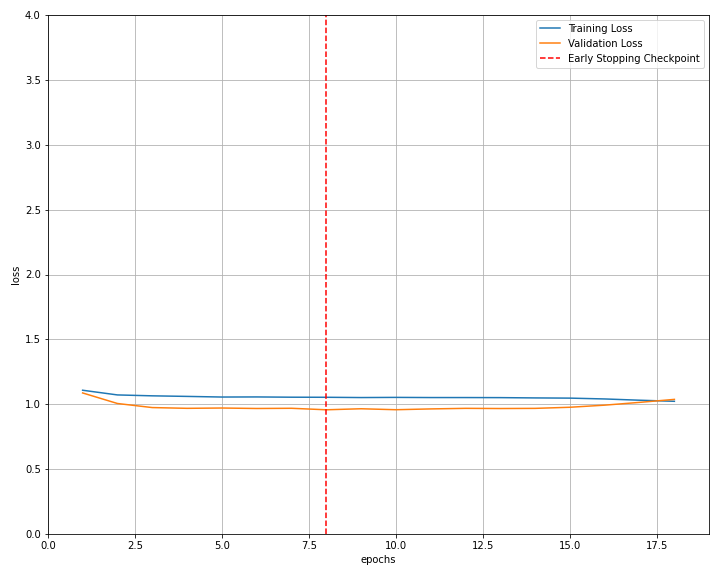 4.0
3.5
3.0
2.5
2.0
1.5
1.0
0.5
0.0
loss
0.0 2.5 5.0 7.5 10.0 12.5 15.0 17.5
epochs
Training Loss
Validation Loss
Early Stopping Checkpoint